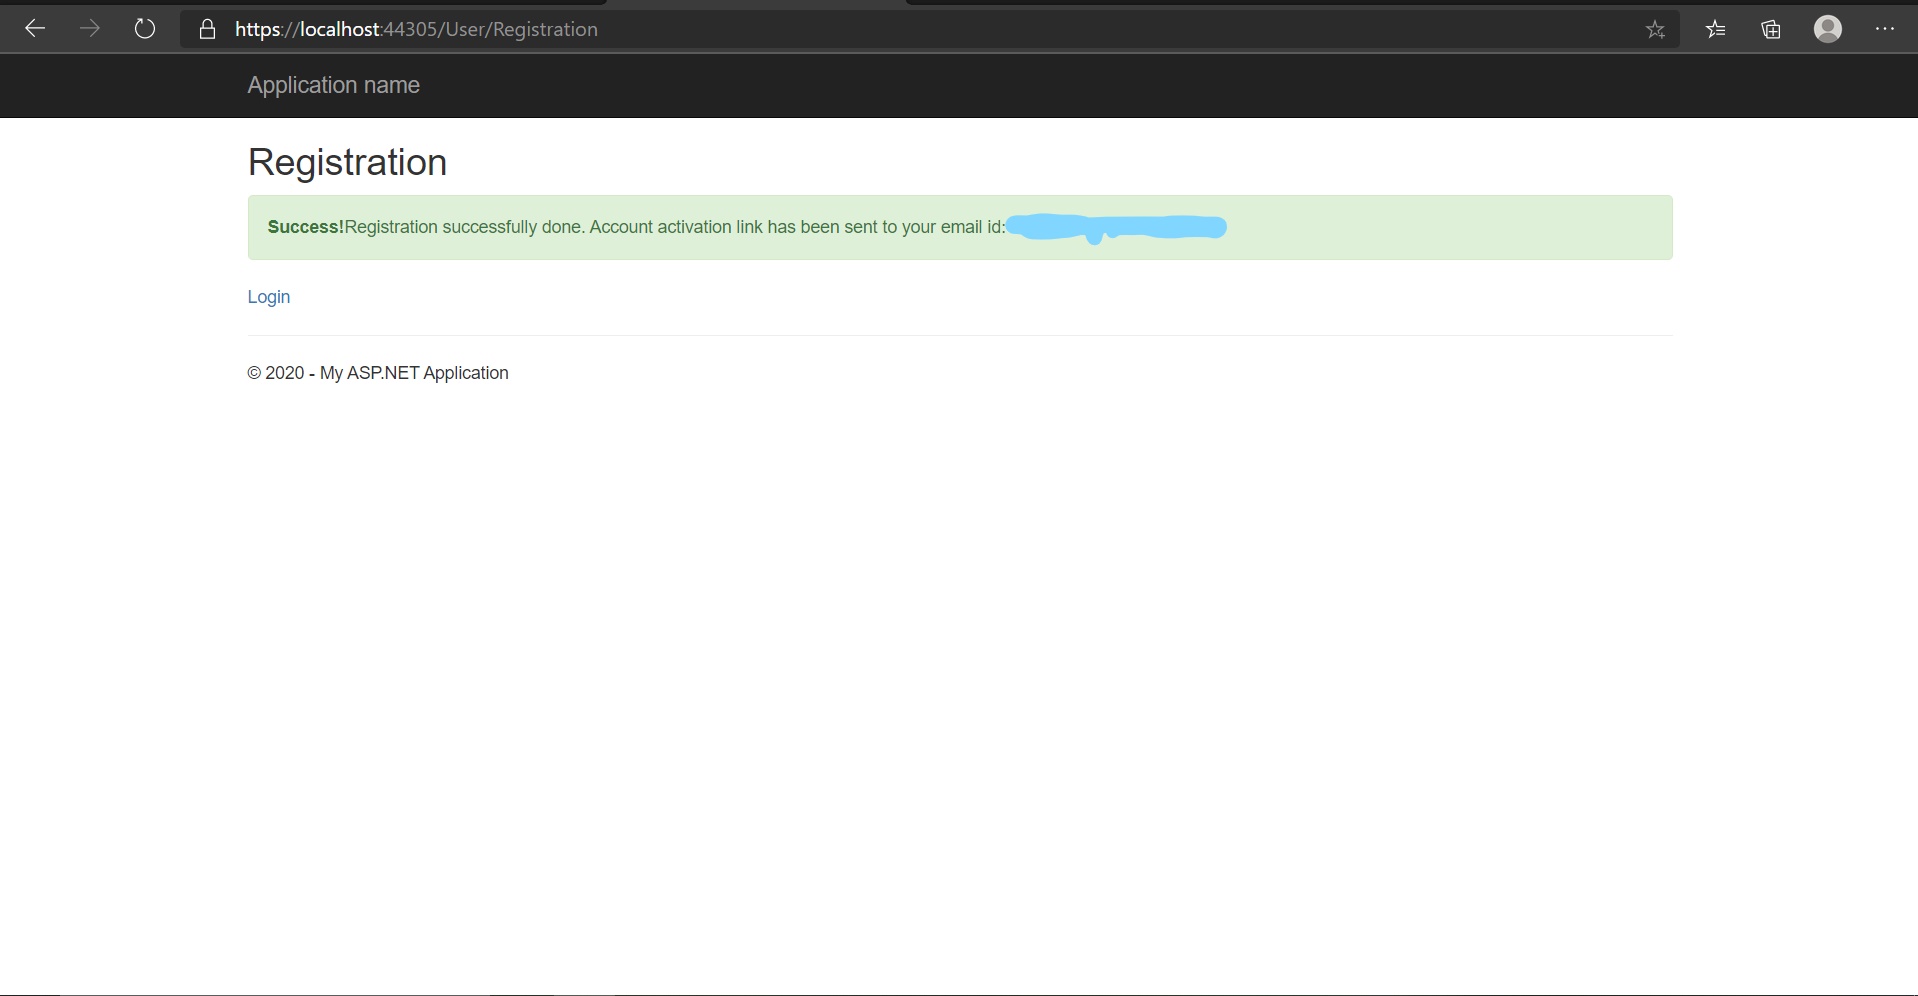 https://localhost:44305/User/Registration
Application name
Registration
Success!Registration successfully done. Account activation link has been sent to your email id:
Login
© 2020 - My ASP.NET Application